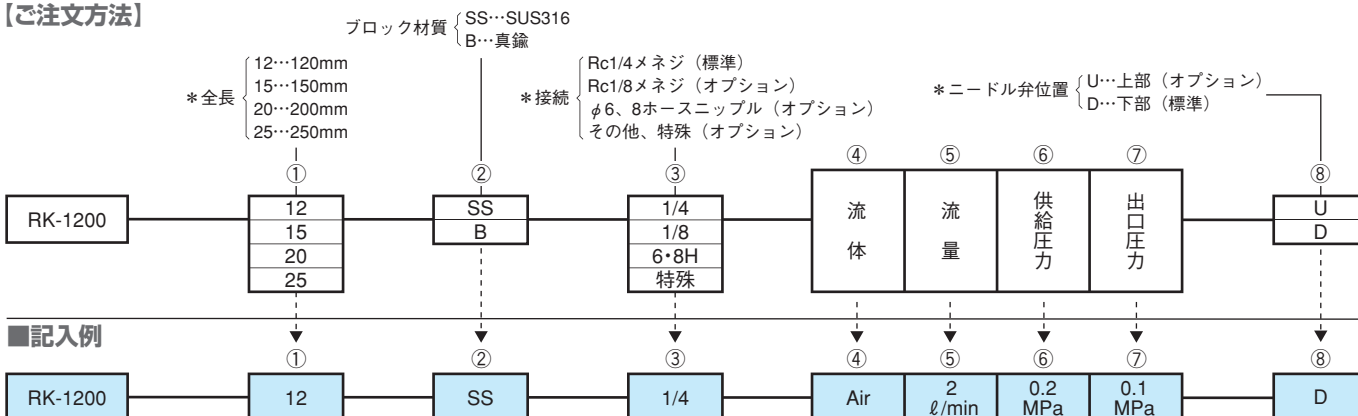 【ご注文方法】
ブロック材質
SS…SUS316
B…真鍮
＊全長
12…120mm
15…150mm
20…200mm
25…250mm
＊接続
Rc1/4メネジ（標準）
Rc1/8メネジ（オプション）
φ6、8ホースニップル（オプション）
その他、特殊（オプション）
＊ニードル弁位置
U…上部（オプション）
D…下部（標準）
① ② ③ ④ ⑤ ⑥ ⑦ ⑧
RK-1200
12
15
20
25
SS
B
1/4
1/8
6・8H
特殊
流体
流量
供給圧力
出口圧力
U
D
■記入例
① ② ③ ④ ⑤ ⑥ ⑦ ⑧
RK-1200
12
SS
1/4
Air
2
ℓ/min
0.2
MPa
0.1
MPa
D